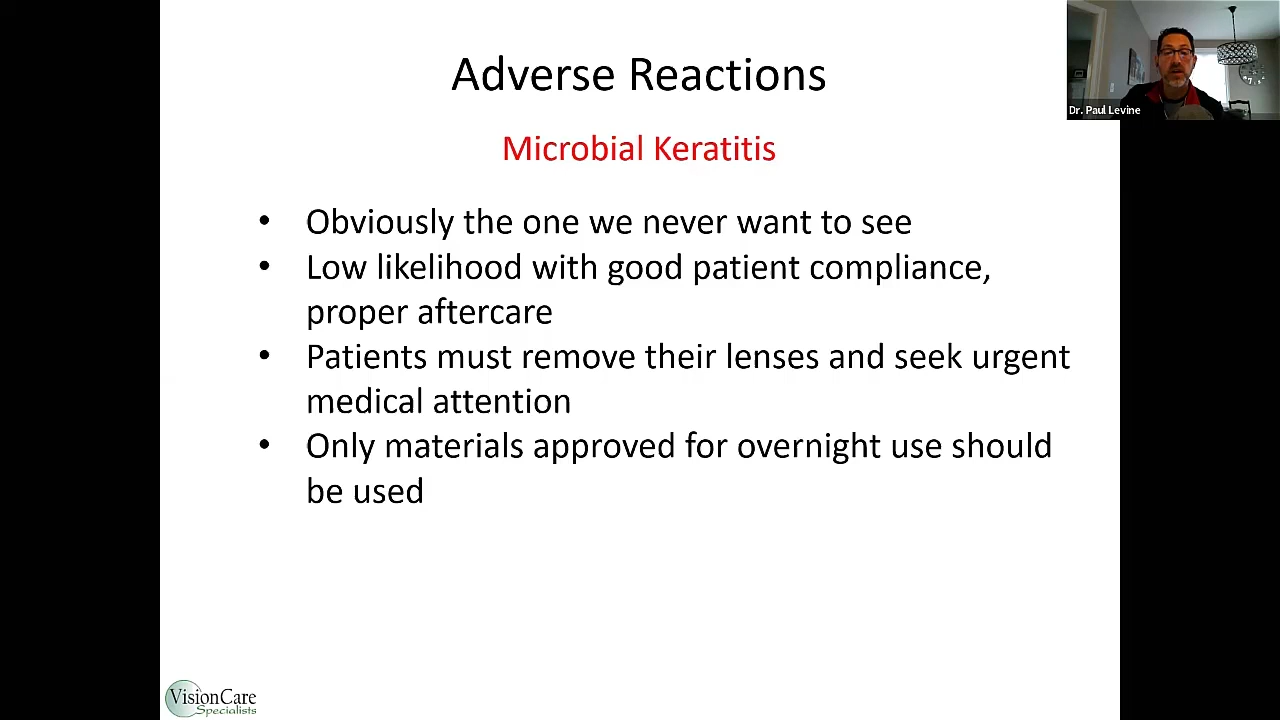 Adverse Reactions
Dr. Paul Levine
Microbial Keratitis
• Obviously the one we never want to see
• Low likelihood with good patient compliance,
proper aftercare
• Patients must remove their lenses and seek urgent
medical attention
• Only materials approved for overnight use should
be used
VisionCare
Specialists